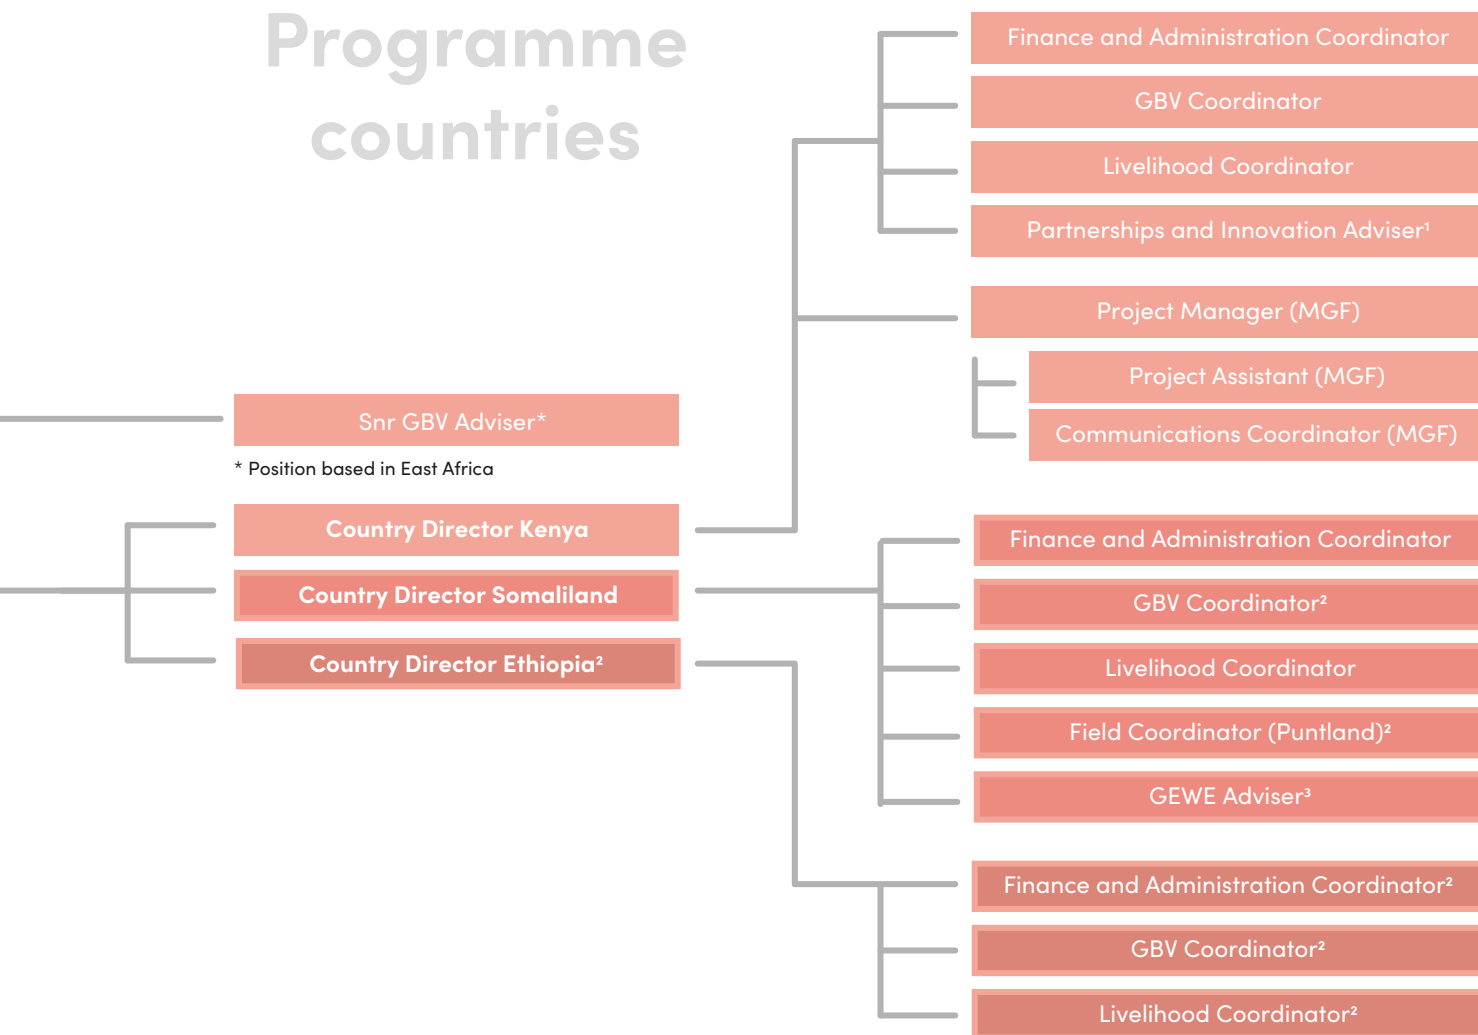 Programme
countries
Snr GBV Adviser*
* Position based in East Africa
Country Director Kenya
Country Director Somaliland
Country Director Ethiopia²
Finance and Administration Coordinator
GBV Coordinator
Livelihood Coordinator
Partnerships and Innovation Adviser¹
Project Manager (MGF)
Project Assistant (MGF)
Communications Coordinator (MGF)
Finance and Administration Coordinator
GBV Coordinator²
Livelihood Coordinator
Field Coordinator (Puntland)²
GEWE Adviser³
Finance and Administration Coordinator²
GBV Coordinator²
Livelihood Coordinator²